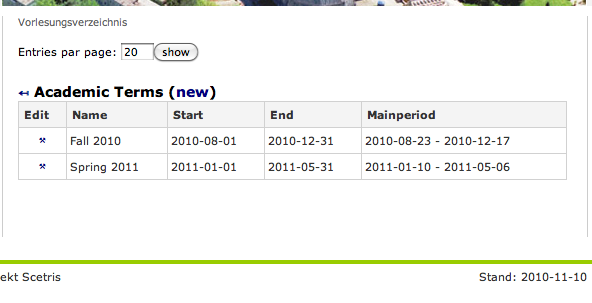 Vorlesungsverzeichnis
Entries par page: 20 show
↤ Academic Terms (new)
Edit Name Start End Mainperiod
Fall 2010 2010-08-01 2010-12-31 2010-08-23 - 2010-12-17
Spring 2011 2011-01-01 2011-05-31 2011-01-10 - 2011-05-06
ekt Scetris Stand: 2010-11-10